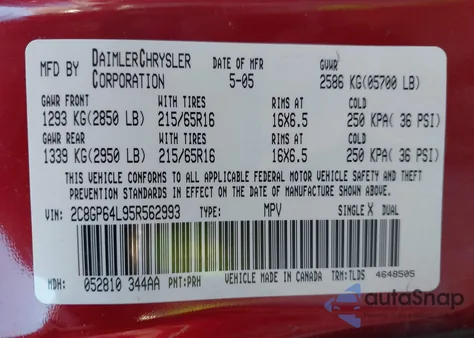 MFD BY DAIMLERCHRYSLER CORPORATION DATE OF MFR 5-05 GVWR 2586 KG(05700 LB)
GAWR FRONT WITH TIRES RIMS AT COLD
1293 KG(2850 LB) 215/65R16 16X6.5 250 KPA( 36 PSI)
GAWR REAR WITH TIRES RIMS AT COLD
1339 KG(2950 LB) 215/65R16 16X6.5 250 KPA( 36 PSI)
THIS VEHICLE CONFORMS TO ALL APPLICABLE FEDERAL MOTOR VEHICLE SAFETY AND THEFT
PREVENTION STANDARDS IN EFFECT ON THE DATE OF MANUFACTURE SHOWN ABOVE.
VIN: 2C8GP64L95R562993 TYPE: MPV SINGLE X DUAL
MDH: 052810 344AA PNT:PRH VEHICLE MADE IN CANADA TRM:TLDS 4648505
autoSnap